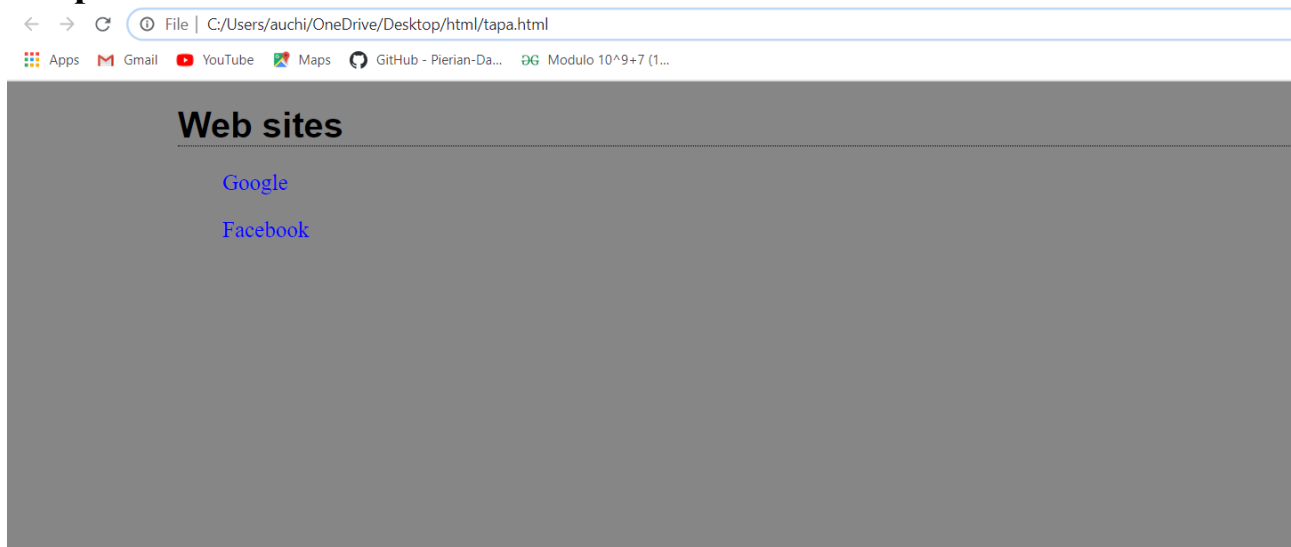 File | C:/Users/auchi/OneDrive/Desktop/html/tapa.html
Apps Gmail YouTube Maps GitHub - Pierian-Da... Modulo 10^9+7 (1...
Web sites
Google
Facebook